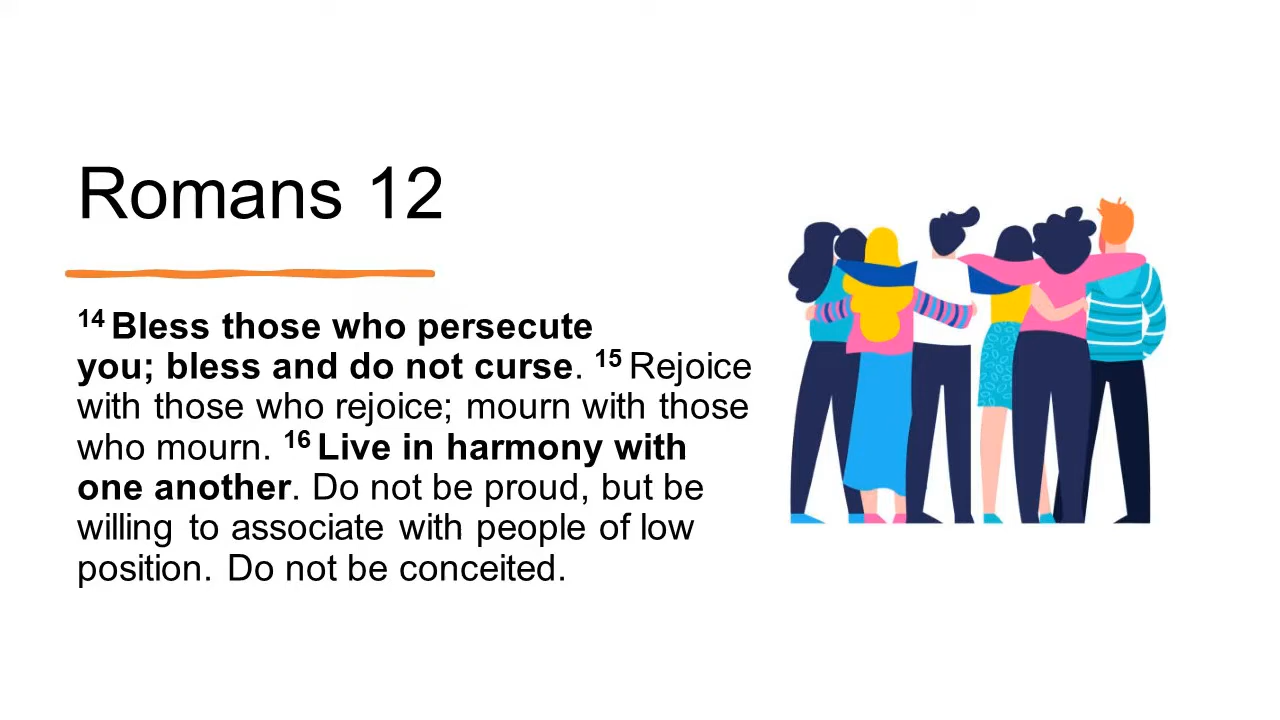 Romans 12
14 Bless those who persecute
you; bless and do not curse. 15 Rejoice
with those who rejoice; mourn with those
who mourn. 16 Live in harmony with
one another. Do not be proud, but be
willing to associate with people of low
position. Do not be conceited.